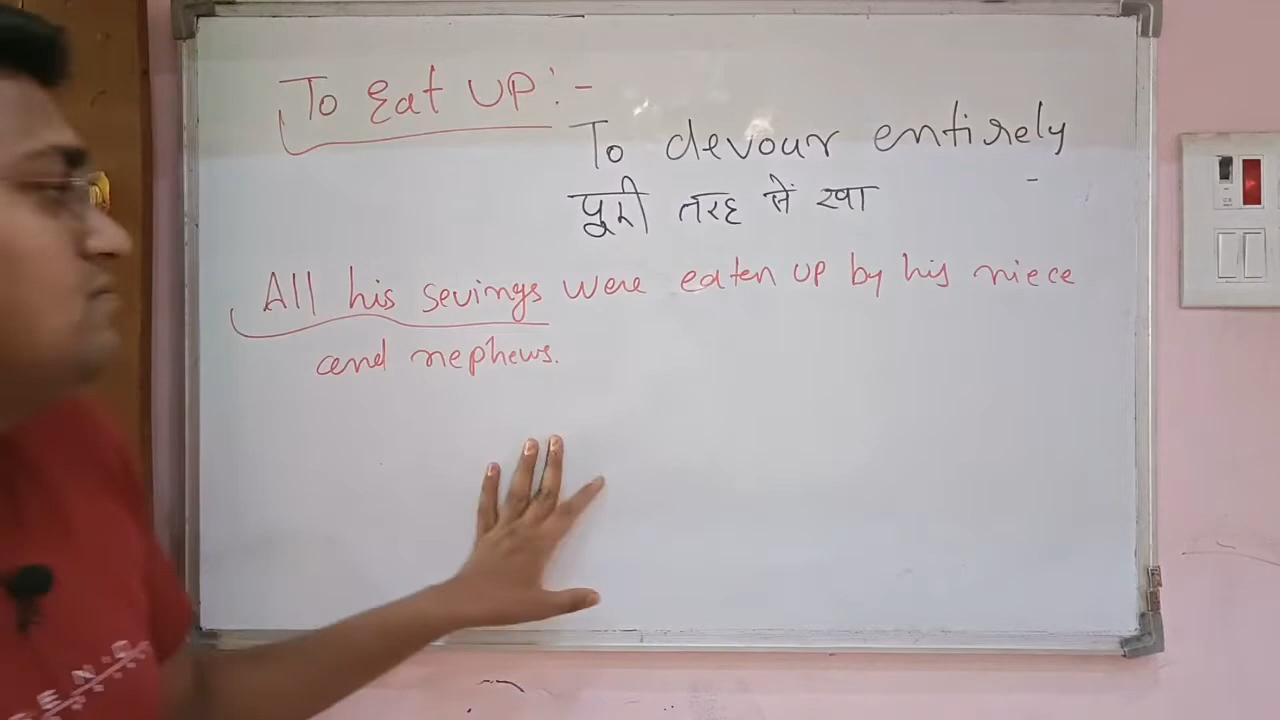 To Eat UP :-
To devour entirely
पूरी तरह से खा
All his sevings were eaten up by his niece
and nephews.